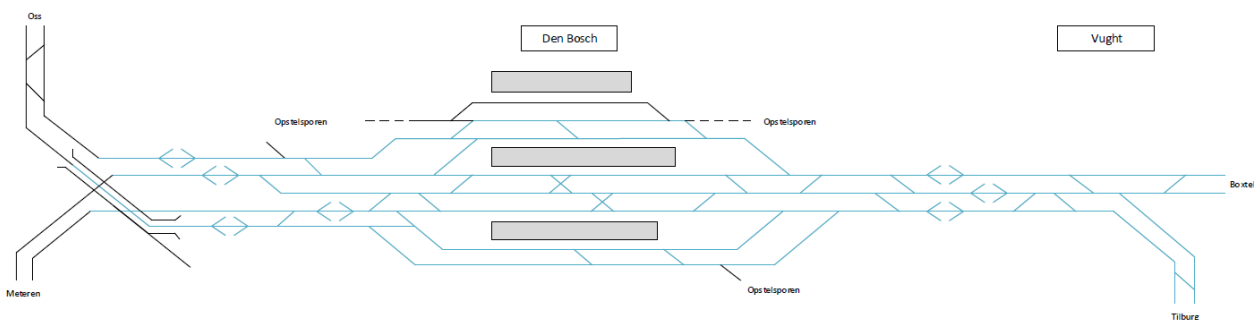 Oss
Den Bosch
Vught
Opstelsporen
Opstelsporen
Boxtel
Meteren
Opstelsporen
Tilburg